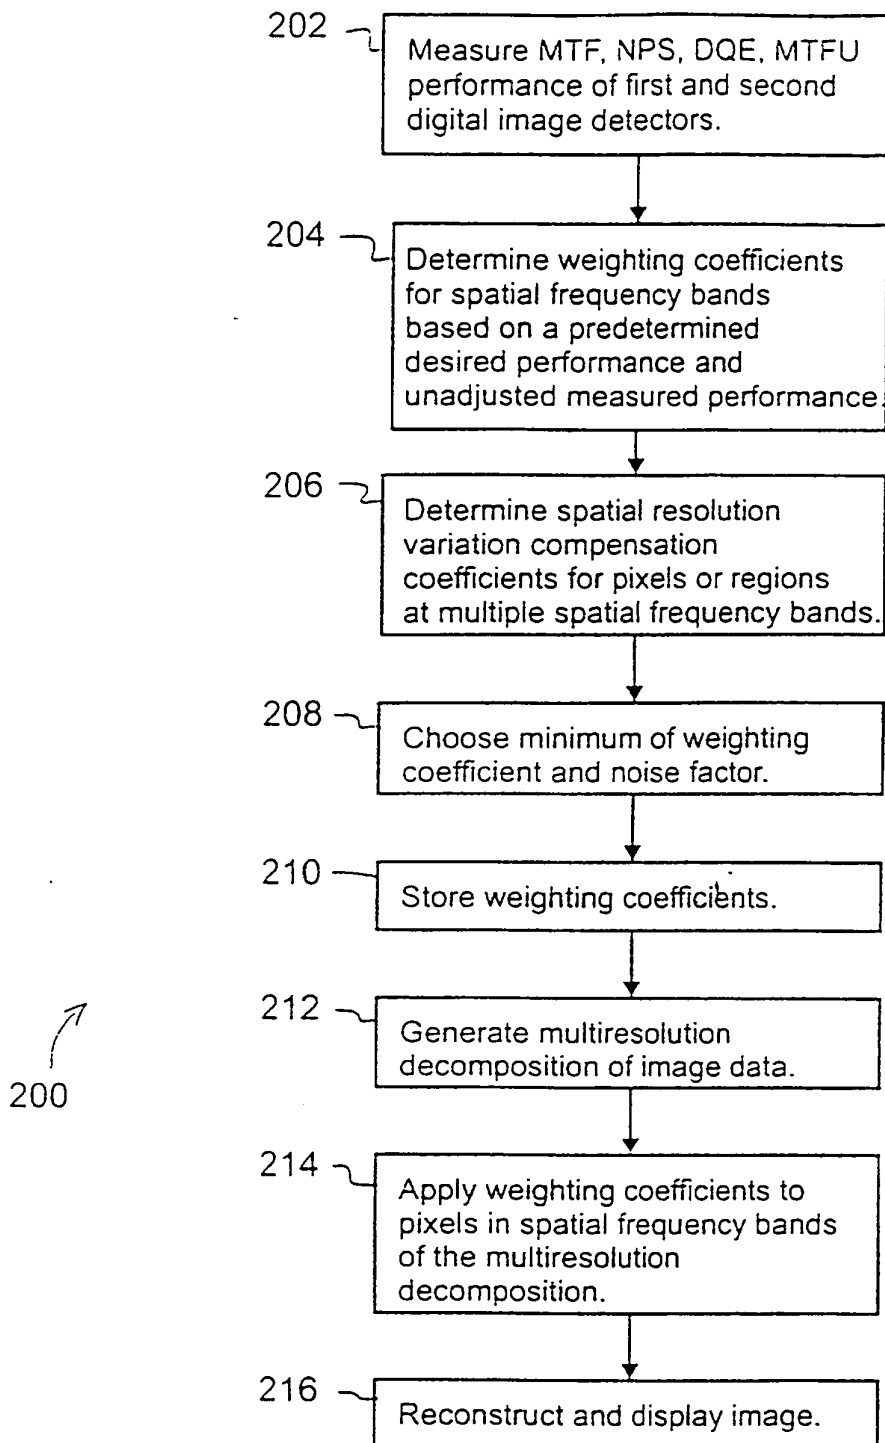 202
Measure MTF, NPS, DQE, MTFU
performance of first and second
digital image detectors.
204
Determine weighting coefficients
for spatial frequency bands
based on a predetermined
desired performance and
unadjusted measured performance.
206
Determine spatial resolution
variation compensation
coefficients for pixels or regions
at multiple spatial frequency bands.
208
Choose minimum of weighting
coefficient and noise factor.
210
Store weighting coefficients.
212
Generate multiresolution
decomposition of image data.
200
214
Apply weighting coefficients to
pixels in spatial frequency bands
of the multiresolution
decomposition.
216
Reconstruct and display image.